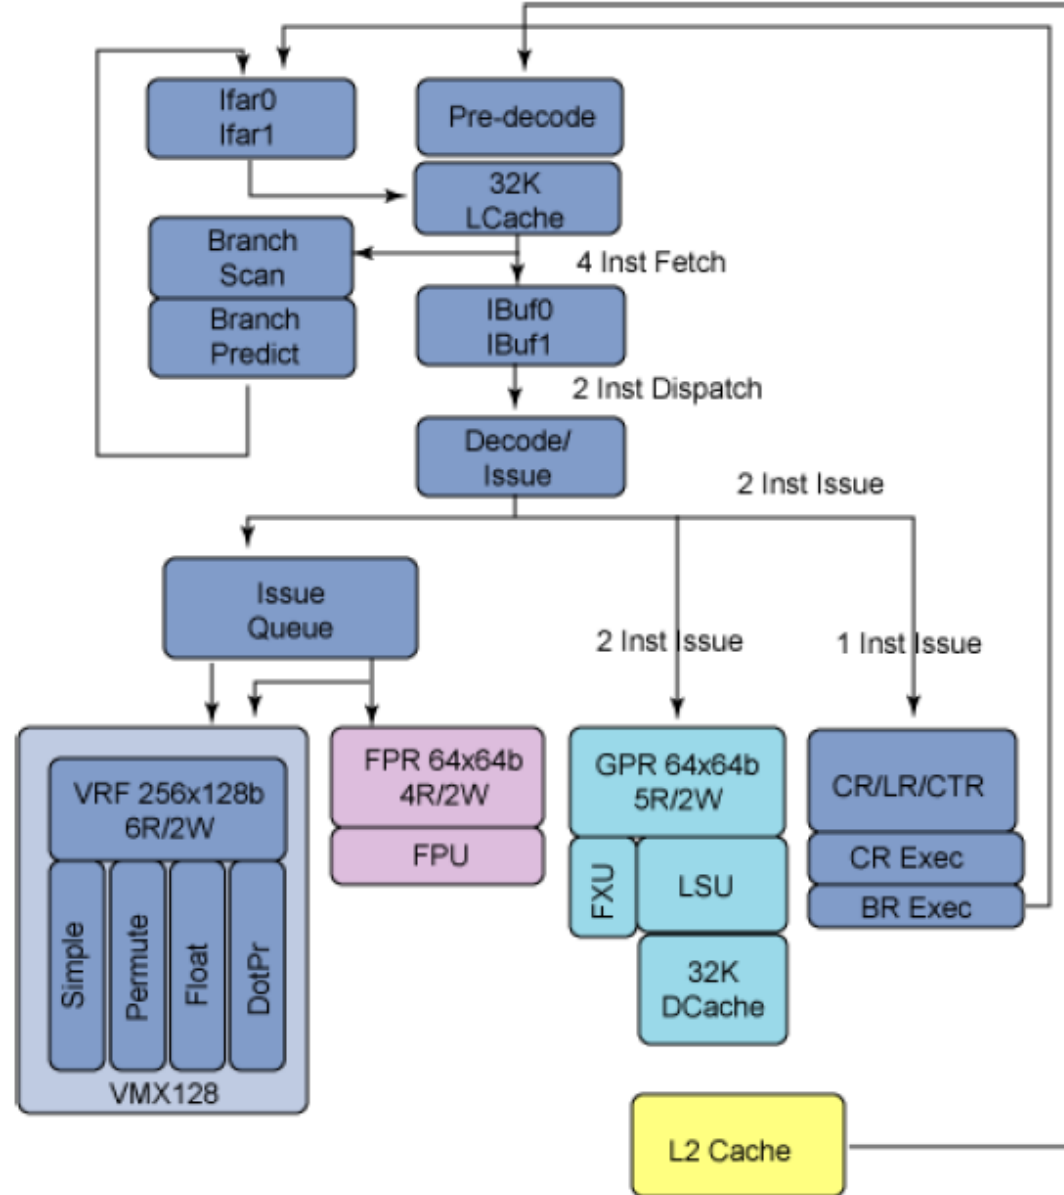 Ifar0
Ifar1
Pre-decode
32K
LCache
Branch
Scan
4 Inst Fetch
IBuf0
IBuf1
Branch
Predict
2 Inst Dispatch
Decode/
Issue
2 Inst Issue
Issue
Queue
2 Inst Issue
1 Inst Issue
VRF 256x128b
6R/2W
Simple
Permute
Float
DotPr
VMX128
FPR 64x64b
4R/2W
FPU
GPR 64x64b
5R/2W
FXU
LSU
32K
DCache
CR/LR/CTR
CR Exec
BR Exec
L2 Cache